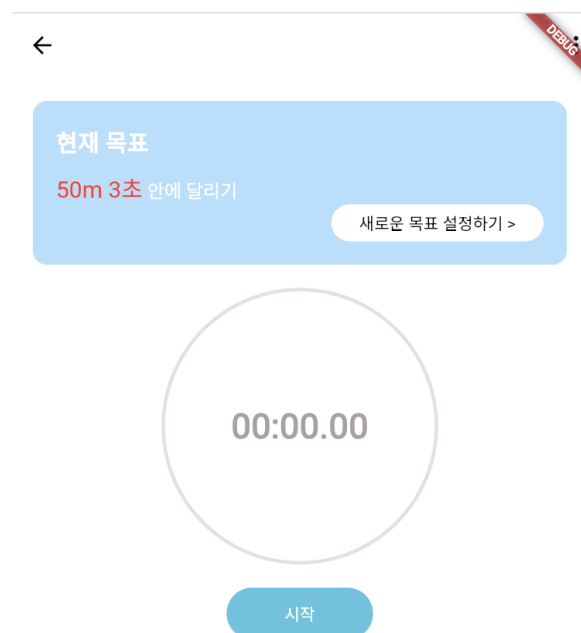 DEBUG
현재 목표
50m 3초 안에 달리기
새로운 목표 설정하기 >
00:00.00
시작